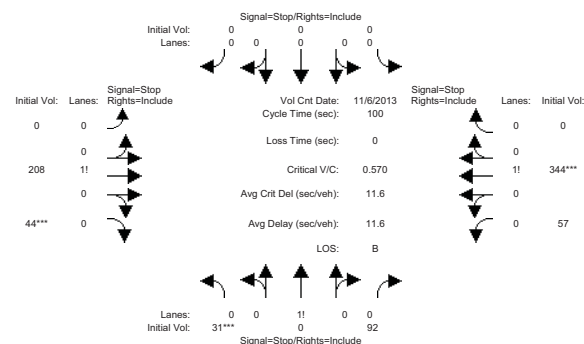 Signal=Stop/Rights=Include
Initial Vol: 0 0 0
Lanes: 0 0 0 0 0
Signal=Stop Signal=Stop
Initial Vol: Lanes: Rights=Include Vol Cnt Date: 11/6/2013 Rights=Include Lanes: Initial Vol:
Cycle Time (sec): 100
0 0 0 0
Loss Time (sec): 0
0 0
208 1! Critical V/C: 0.570 1! 344***
0 Avg Crit Del (sec/veh): 11.6 0
44*** 0 Avg Delay (sec/veh): 11.6 0 57
LOS: B
Lanes: 0 0 1! 0 0
Initial Vol: 31*** 0 92
Signal=Stop/Rights=Include